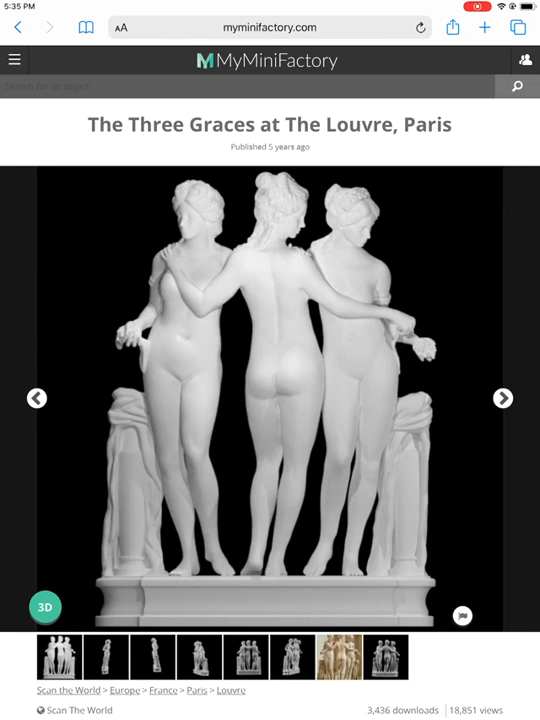 5:35 PM
AA
myminifactory.com
MyMiniFactory
Search for an object
The Three Graces at The Louvre, Paris
Published 5 years ago
3D
Scan the World > Europe > France > Paris > Louvre
Scan The World
3,436 downloads
18,851 views